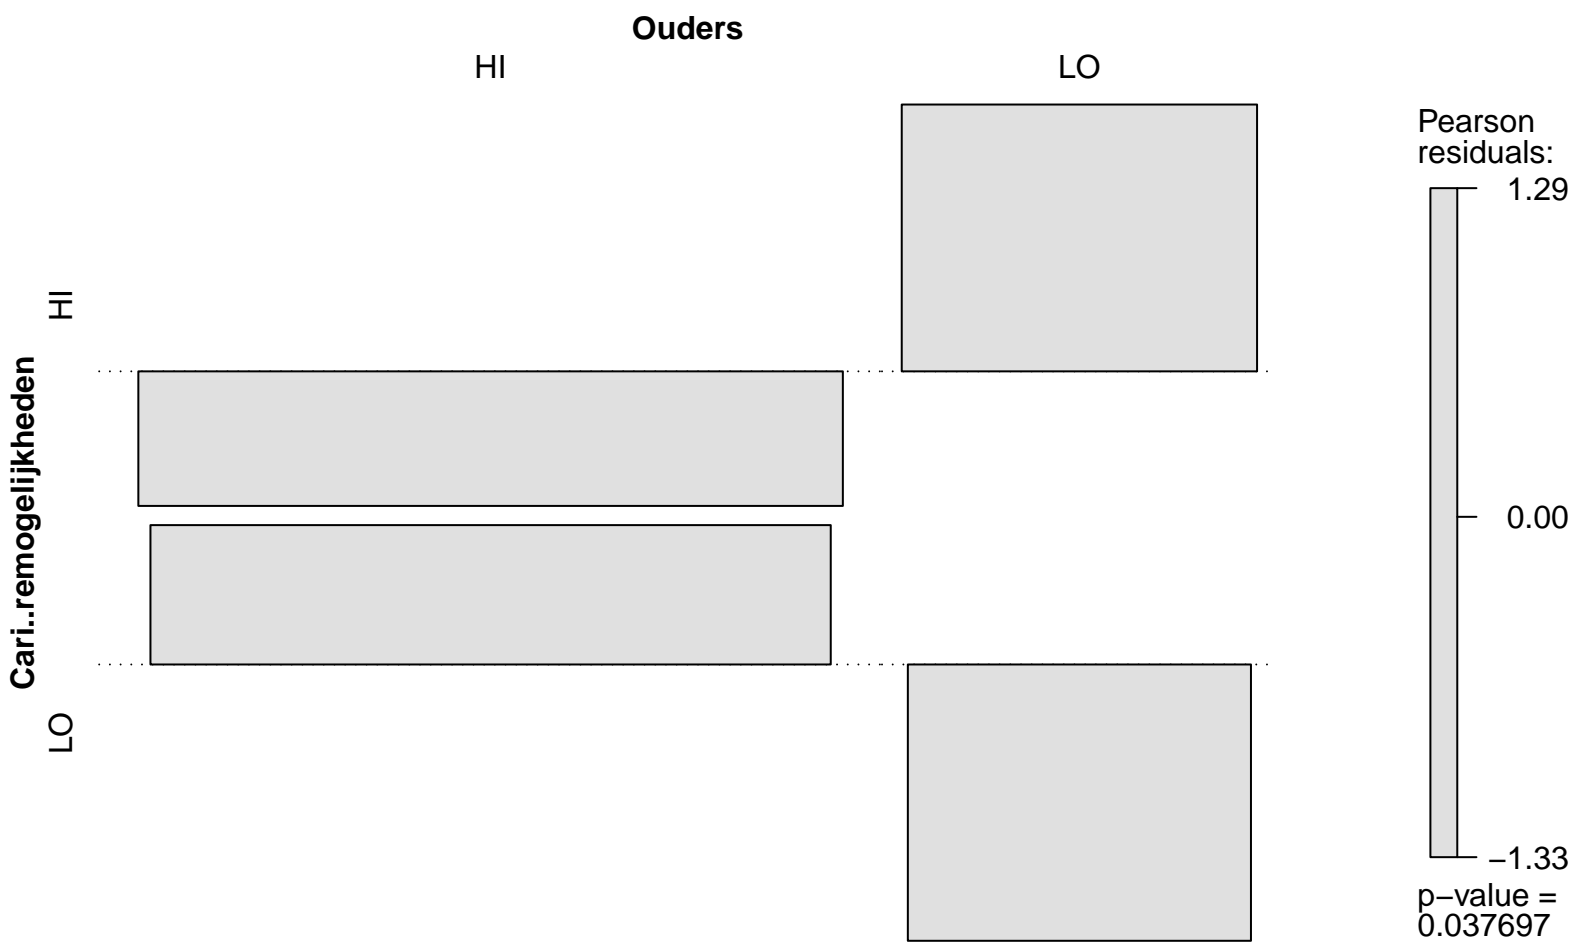 Ouders
HI LO
Cari..remogelijkheden
HI
LO
Pearson
residuals:
1.29
0.00
−1.33
p−value =
0.037697